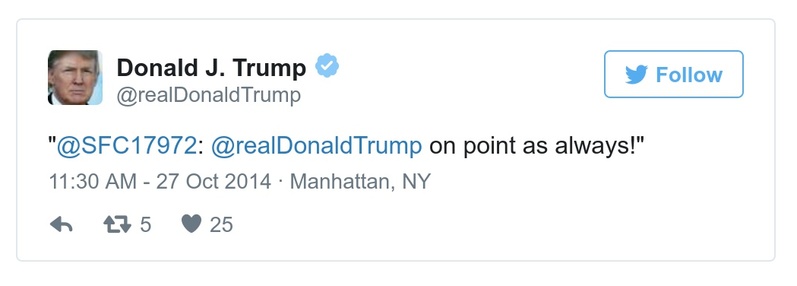 Donald J. Trump
@realDonaldTrump
Follow
"@SFC17972: @realDonaldTrump on point as always!"
11:30 AM - 27 Oct 2014 · Manhattan, NY
5 25